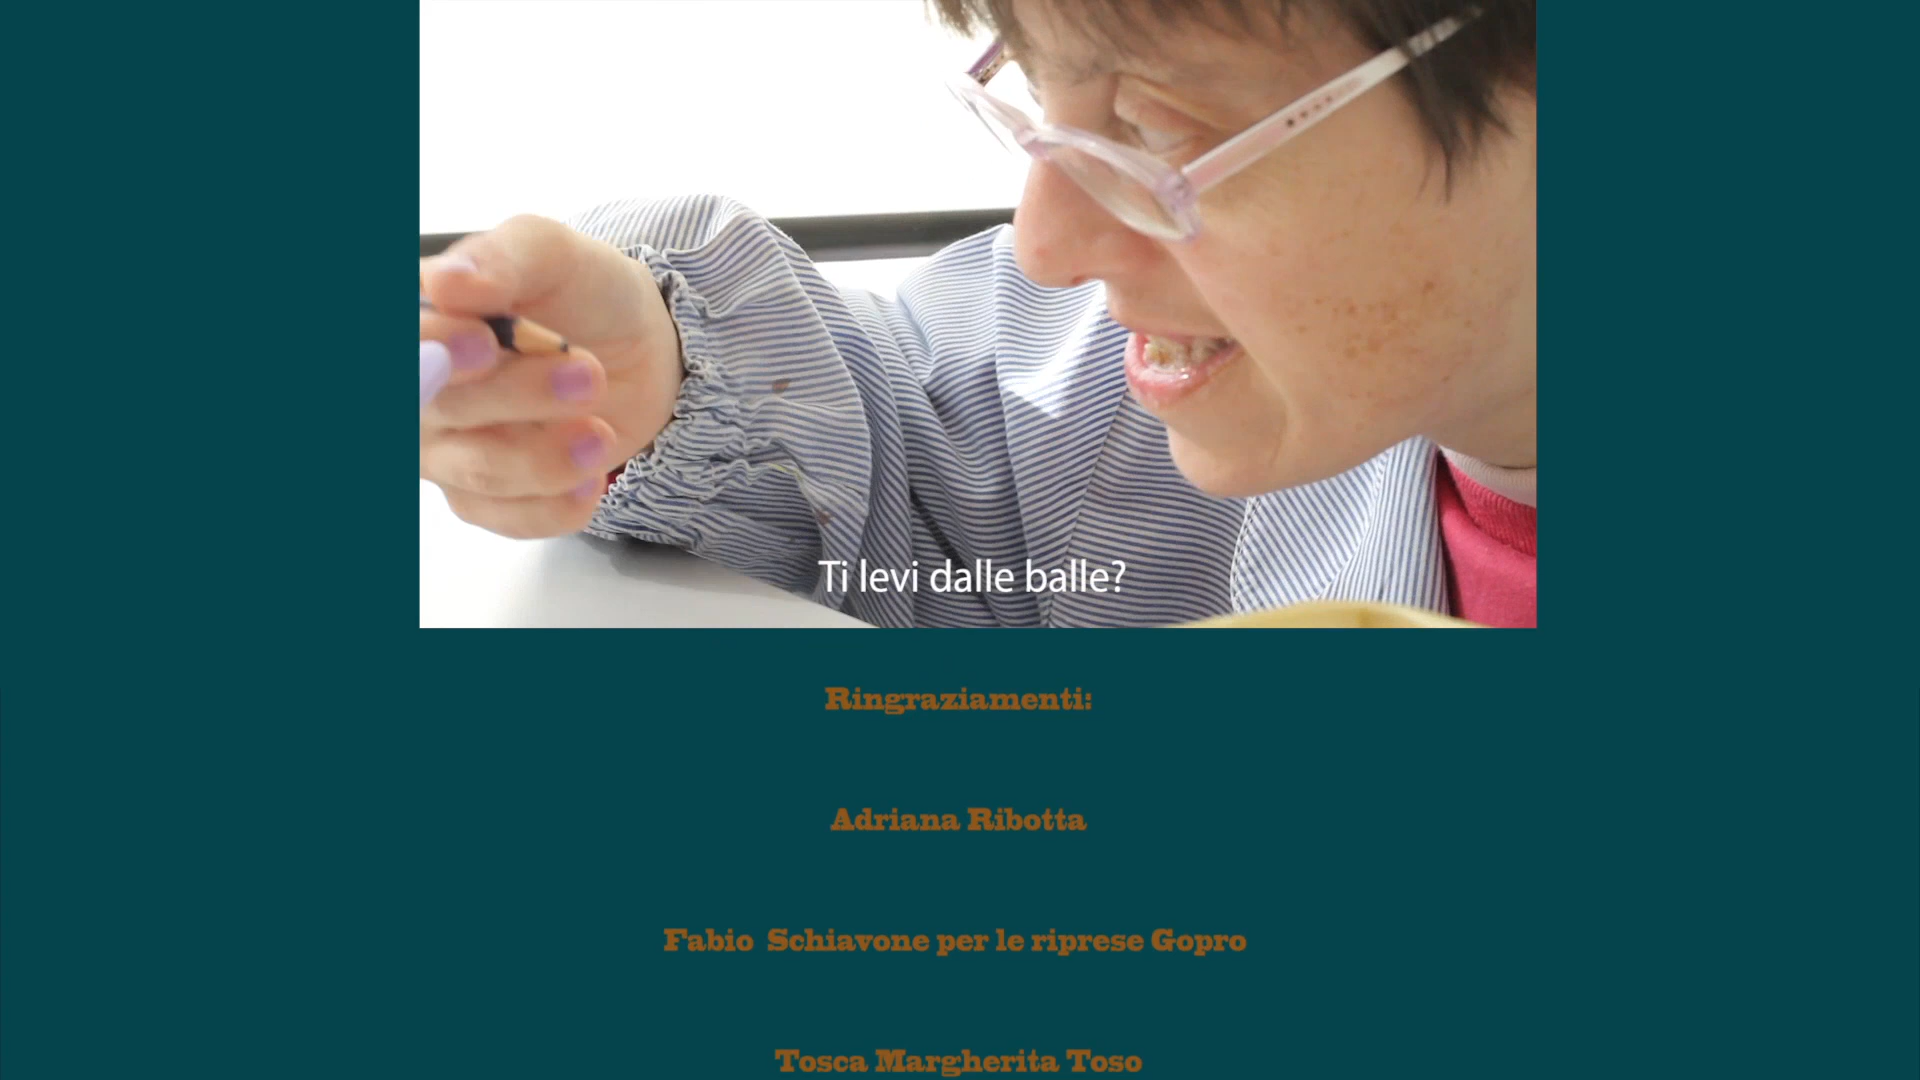 Ti levi dalle balle?
Ringraziamenti:
Adriana Ribotta
Fabio Schiavone per le riprese Gopro
Tosca Margherita Toso